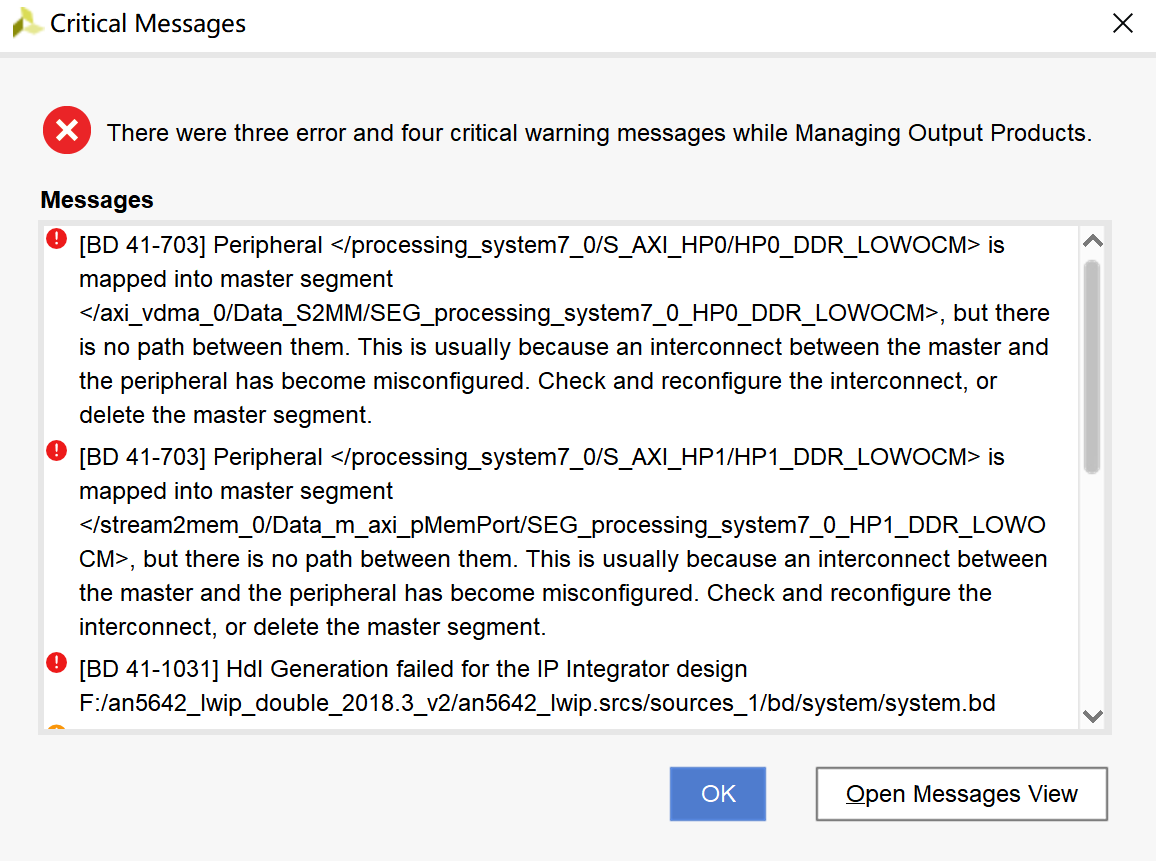 Critical Messages
There were three error and four critical warning messages while Managing Output Products.
Messages
[BD 41-703] Peripheral </processing_system7_0/S_AXI_HP0/HP0_DDR_LOWOCM> is
mapped into master segment
</axi_vdma_0/Data_S2MM/SEG_processing_system7_0_HP0_DDR_LOWOCM>, but there
is no path between them. This is usually because an interconnect between the master and
the peripheral has become misconfigured. Check and reconfigure the interconnect, or
delete the master segment.
[BD 41-703] Peripheral </processing_system7_0/S_AXI_HP1/HP1_DDR_LOWOCM> is
mapped into master segment
</stream2mem_0/Data_m_axi_pMemPort/SEG_processing_system7_0_HP1_DDR_LOWO
CM>, but there is no path between them. This is usually because an interconnect between
the master and the peripheral has become misconfigured. Check and reconfigure the
interconnect, or delete the master segment.
[BD 41-1031] Hdl Generation failed for the IP Integrator design
F:/an5642_lwip_double_2018.3_v2/an5642_lwip.srcs/sources_1/bd/system/system.bd
OK
Open Messages View